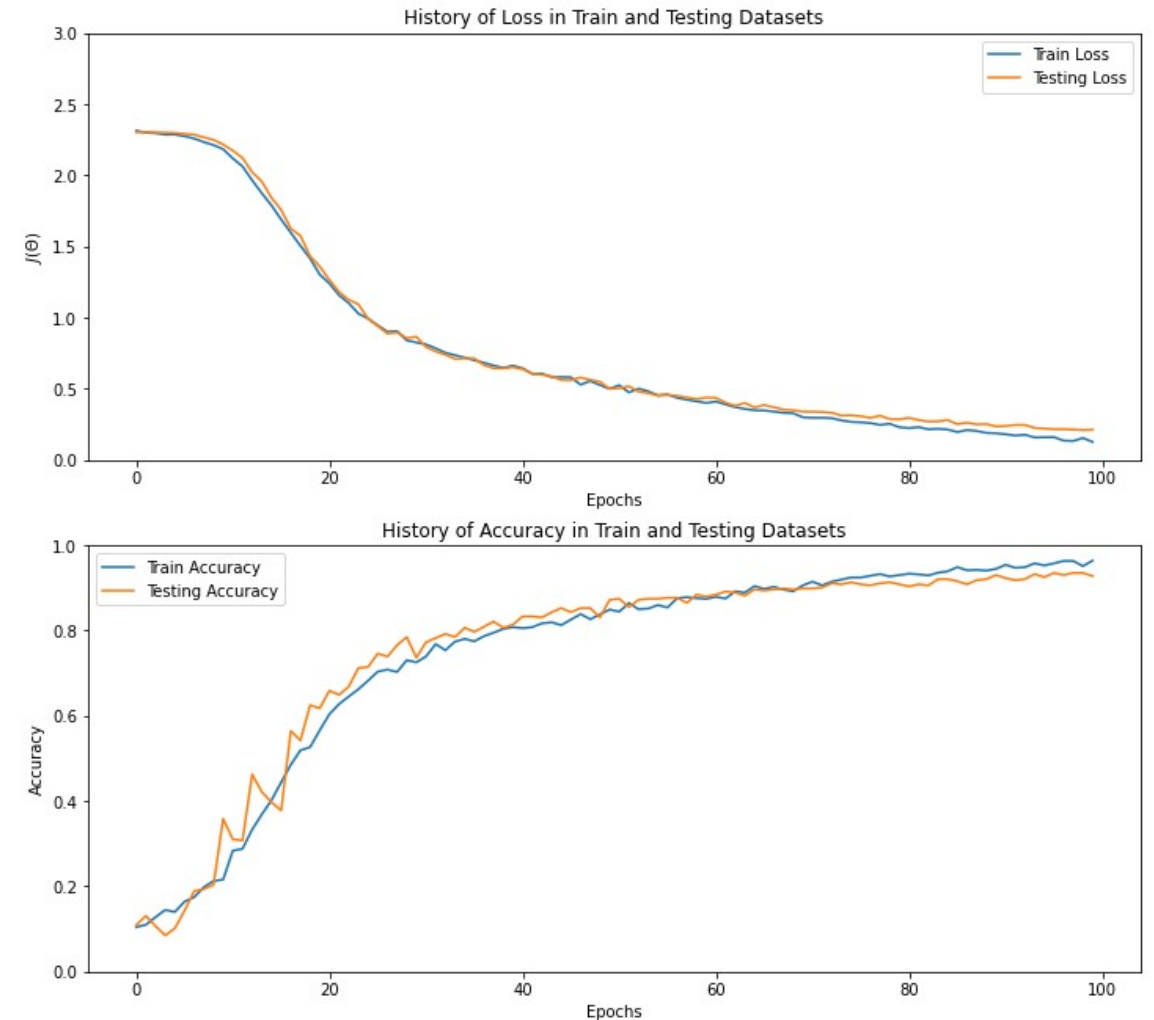 History of Loss in Train and Testing Datasets
3.0
2.5
2.0
1.5
1.0
0.5
0.0
J(Θ)
Train Loss
Testing Loss
0 20 40 60 80 100
Epochs
History of Accuracy in Train and Testing Datasets
1.0
0.8
0.6
0.4
0.2
0.0
Accuracy
Train Accuracy
Testing Accuracy
0 20 40 60 80 100
Epochs